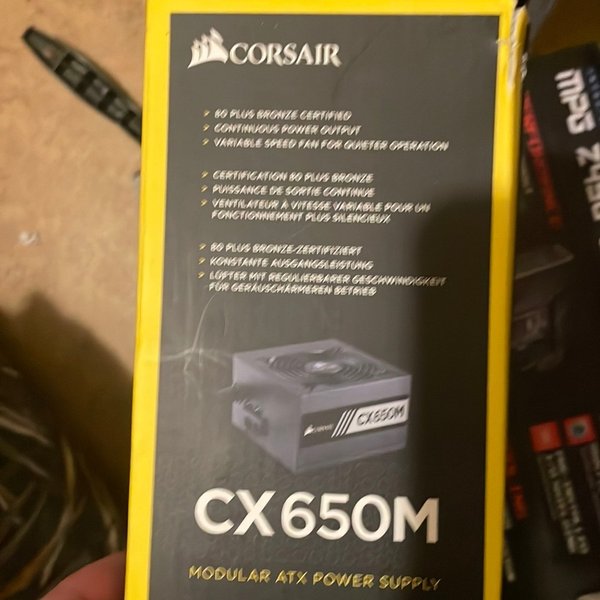 CORSAIR
80 PLUS BRONZE CERTIFIED
CONTINUOUS POWER OUTPUT
VARIABLE SPEED FAN FOR QUIETER OPERATION
CERTIFICATION 80 PLUS BRONZE
PUISSANCE DE SORTIE CONTINUE
VENTILATEUR À VITESSE VARIABLE POUR UN
FONCTIONNEMENT PLUS SILENCIEUX
80 PLUS BRONZE-ZERTIFIZIERT
KONSTANTE AUSGANGSLEISTUNG
LÜFTER MIT REGULIERBARER GESCHWINDIGKEIT
FÜR GERÄUSCHÄRMEREN BETRIEB
CORSAIR
CX650M
CX650M
MODULAR ATX POWER SUPPLY
MPG